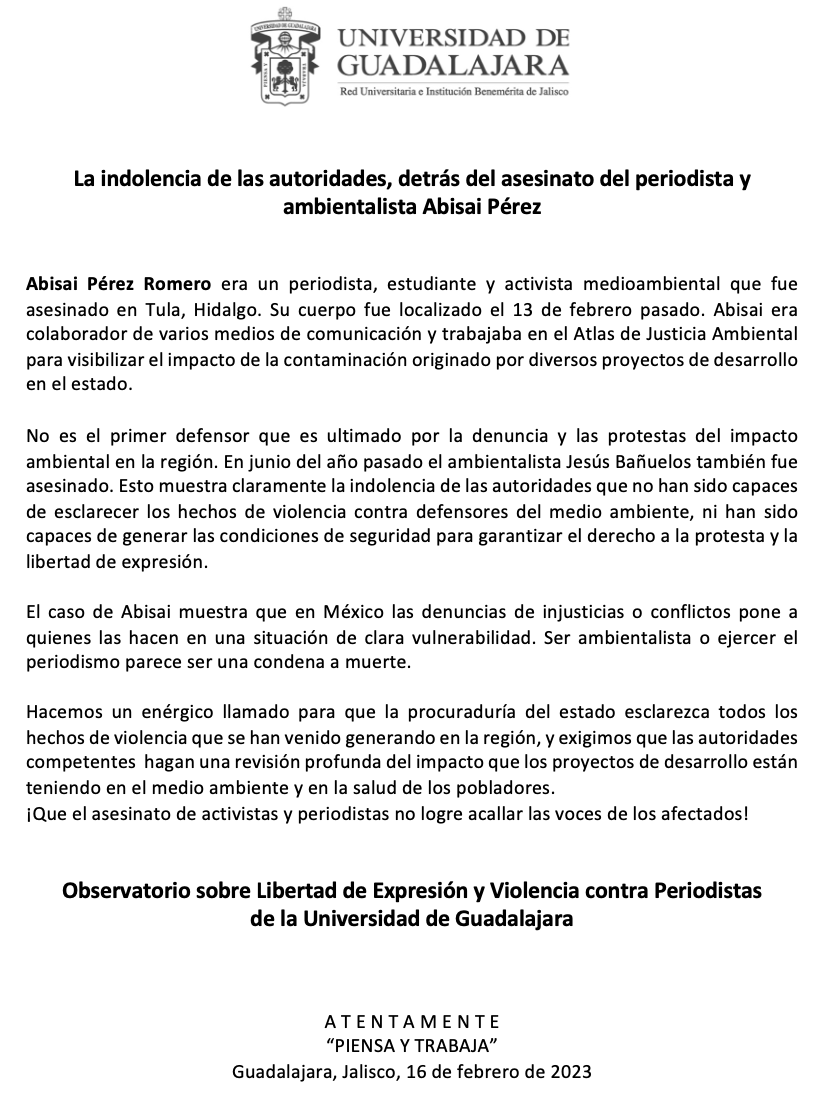 UNIVERSIDAD DE
GUADALAJARA
Red Universitaria e Institución Benemérita de Jalisco
La indolencia de las autoridades, detrás del asesinato del periodista y
ambientalista Abisai Pérez
Abisai Pérez Romero era un periodista, estudiante y activista medioambiental que fue
asesinado en Tula, Hidalgo. Su cuerpo fue localizado el 13 de febrero pasado. Abisai era
colaborador de varios medios de comunicación y trabajaba en el Atlas de Justicia Ambiental
para visibilizar el impacto de la contaminación originado por diversos proyectos de desarrollo
en el estado.
No es el primer defensor que es ultimado por la denuncia y las protestas del impacto
ambiental en la región. En junio del año pasado el ambientalista Jesús Bañuelos también fue
asesinado. Esto muestra claramente la indolencia de las autoridades que no han sido capaces
de esclarecer los hechos de violencia contra defensores del medio ambiente, ni han sido
capaces de generar las condiciones de seguridad para garantizar el derecho a la protesta y la
libertad de expresión.
El caso de Abisai muestra que en México las denuncias de injusticias o conflictos pone a
quienes las hacen en una situación de clara vulnerabilidad. Ser ambientalista o ejercer el
periodismo parece ser una condena a muerte.
Hacemos un enérgico llamado para que la procuraduría del estado esclarezca todos los
hechos de violencia que se han venido generando en la región, y exigimos que las autoridades
competentes hagan una revisión profunda del impacto que los proyectos de desarrollo están
teniendo en el medio ambiente y en la salud de los pobladores.
¡Que el asesinato de activistas y periodistas no logre acallar las voces de los afectados!
Observatorio sobre Libertad de Expresión y Violencia contra Periodistas
de la Universidad de Guadalajara
A T E N T A M E N T E
“PIENSA Y TRABAJA”
Guadalajara, Jalisco, 16 de febrero de 2023